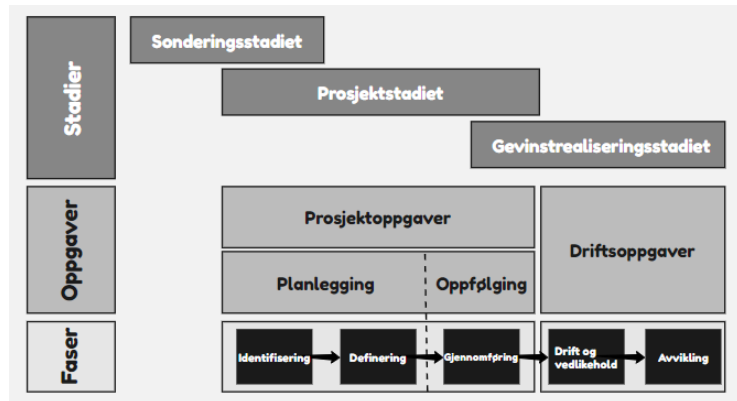 Stadier
Sonderingsstadiet
Prosjektstadiet
Gevinstrealiseringsstadiet
Oppgaver
Prosjektoppgaver
Planlegging
Oppfølging
Driftsoppgaver
Faser
Identifisering
Definering
Gjennomføring
Drift og
vedlikehold
Avvikling